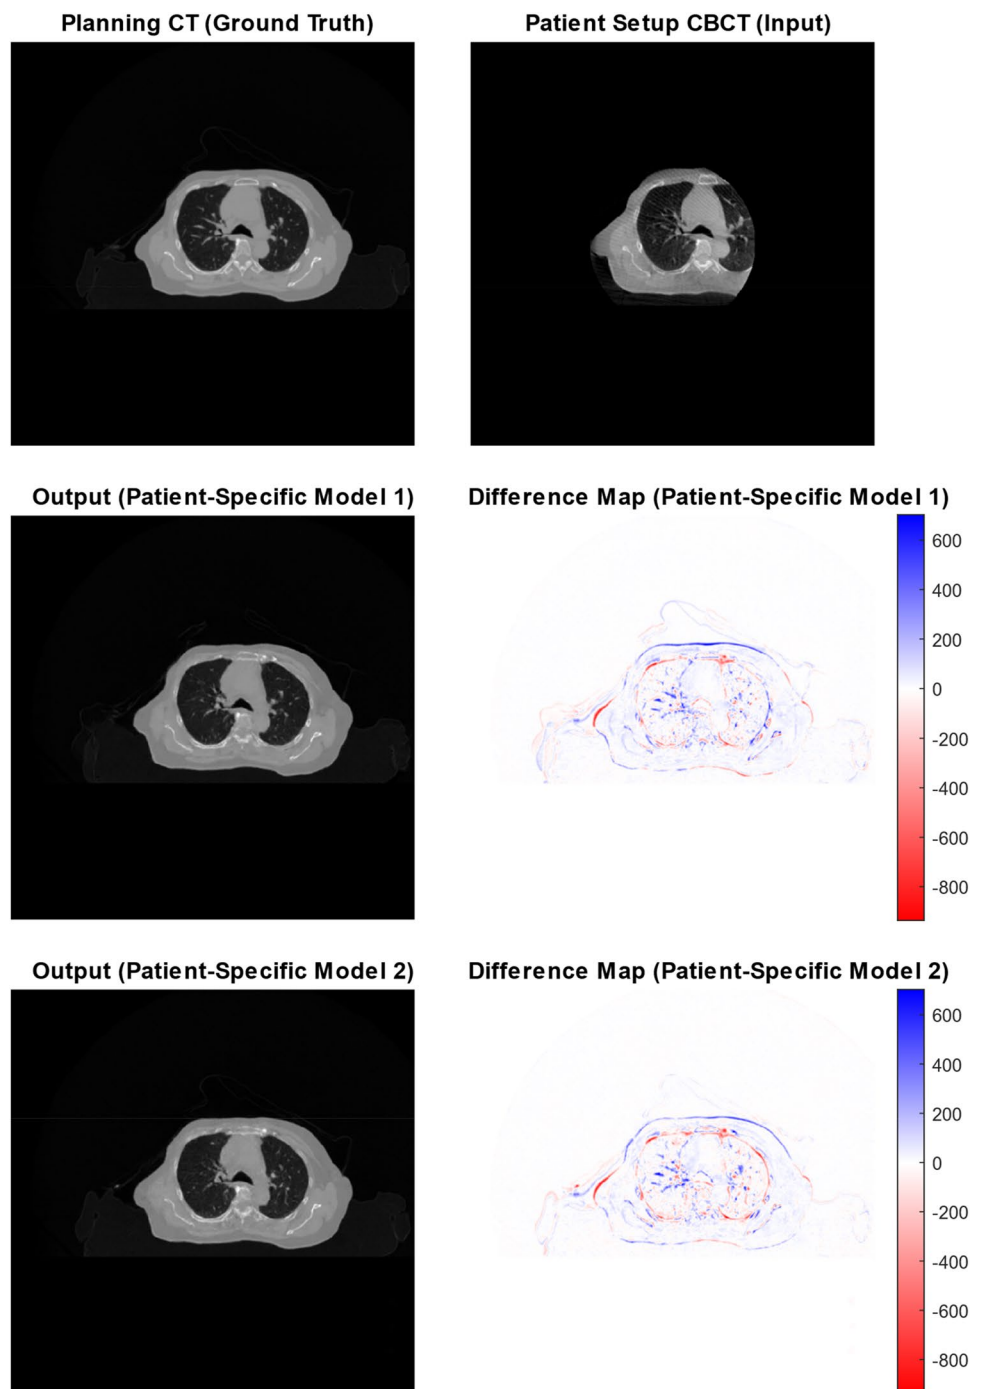 Planning CT (Ground Truth)
Patient Setup CBCT (Input)
Output (Patient-Specific Model 1)
Difference Map (Patient-Specific Model 1)
600
400
200
0
-200
-400
-600
-800
Output (Patient-Specific Model 2)
Difference Map (Patient-Specific Model 2)
600
400
200
0
-200
-400
-600
-800